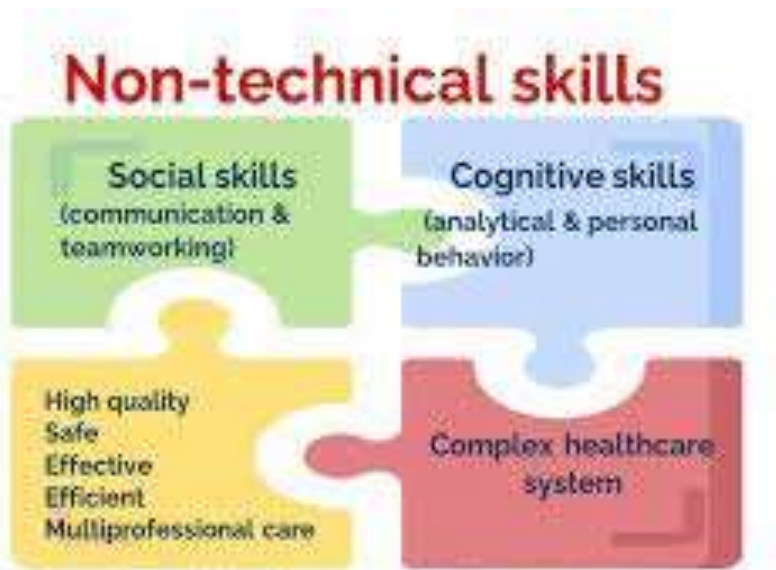 Non-technical skills
Social skills
(communication &
teamworking)
Cognitive skills
(analytical & personal
behavior)
High quality
Safe
Effective
Efficient
Multiprofessional care
Complex healthcare
system